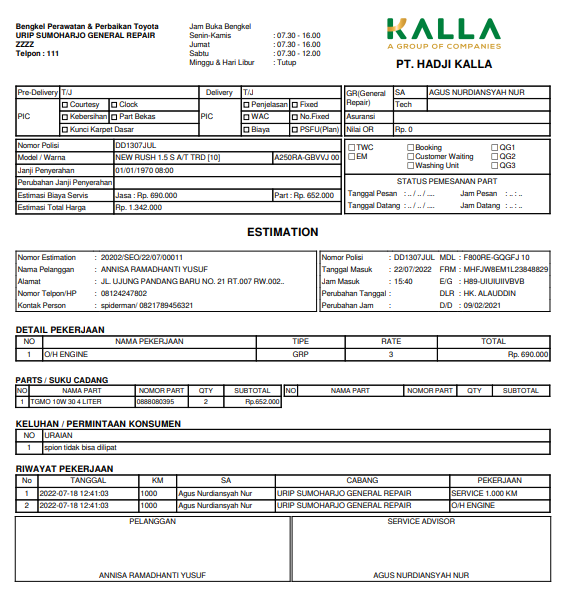 Bengkel Perawatan & Perbaikan Toyota
URIP SUMOHARJO GENERAL REPAIR
ZZZZ
Telpon : 111
Jam Buka Bengkel
Senin-Kamis : 07.30 - 16.00
Jumat : 07.30 - 16.00
Sabtu : 07.30 - 12.00
Minggu & Hari Libur : Tutup
KALLA
A GROUP OF COMPANIES
PT. HADJI KALLA
Pre-Delivery T/J Delivery T/J
PIC Courtesy Clock PIC Penjelasan Fixed
Kebersihan Part Bekas WAC No.Fixed
Kunci Karpet Dasar Biaya PSFU(Plan)
GR(General Repair) SA AGUS NURDIANSYAH NUR
Tech
Asuransi
Nilai OR Rp. 0
Nomor Polisi DD1307JUL
Model / Warna NEW RUSH 1.5 S A/T TRD [10] A250RA-GBVVJ 00
Janji Penyerahan 01/01/1970 08:00
Perubahan Janji Penyerahan
Estimasi Biaya Servis Jasa : Rp. 690.000 Part : Rp. 652.000
Estimasi Total Harga Rp. 1.342.000
TWC Booking QG1
EM Customer Waiting QG2
Washing Unit QG3
STATUS PEMESANAN PART
Tanggal Pesan : .. / .. / .... Jam Pesan : .. : ..
Tanggal Datang : .. / .. / .... Jam Datang : .. : ..
ESTIMATION
Nomor Estimation : 20202/SEO/22/07/00011
Nama Pelanggan : ANNISA RAMADHANTI YUSUF
Alamat : JL. UJUNG PANDANG BARU NO. 21 RT.007 RW.002..
Nomor Telpon/HP : 08124247802
Kontak Person : spiderman/ 0821789456321
Nomor Polisi : DD1307JUL MDL : F800RE-GQGFJ 10
Tanggal Masuk : 22/07/2022 FRM : MHFJW8EM1L23848829
Jam Masuk : 15:40 E/G : H89-UIUIUIIVBVB
Perubahan Tanggal : DLR : HK. ALAUDDIN
Perubahan Jam : D/D : 09/02/2021
DETAIL PEKERJAAN
NO NAMA PEKERJAAN TIPE RATE TOTAL
1 O/H ENGINE GRP 3 Rp. 690.000
PARTS / SUKU CADANG
NO NAMA PART NOMOR PART QTY SUBTOTAL NO NAMA PART NOMOR PART QTY SUBTOTAL
1 TGMO 10W 30 4 LITER 0888080395 2 Rp.652.000
KELUHAN / PERMINTAAN KONSUMEN
NO URAIAN
1 spion tidak bisa dilipat
RIWAYAT PEKERJAAN
No TANGGAL KM SA CABANG PEKERJAAN
1 2022-07-18 12:41:03 1000 Agus Nurdiansyah Nur URIP SUMOHARJO GENERAL REPAIR SERVICE 1.000 KM
2 2022-07-18 12:41:03 1000 Agus Nurdiansyah Nur URIP SUMOHARJO GENERAL REPAIR O/H ENGINE
PELANGGAN SERVICE ADVISOR
ANNISA RAMADHANTI YUSUF AGUS NURDIANSYAH NUR